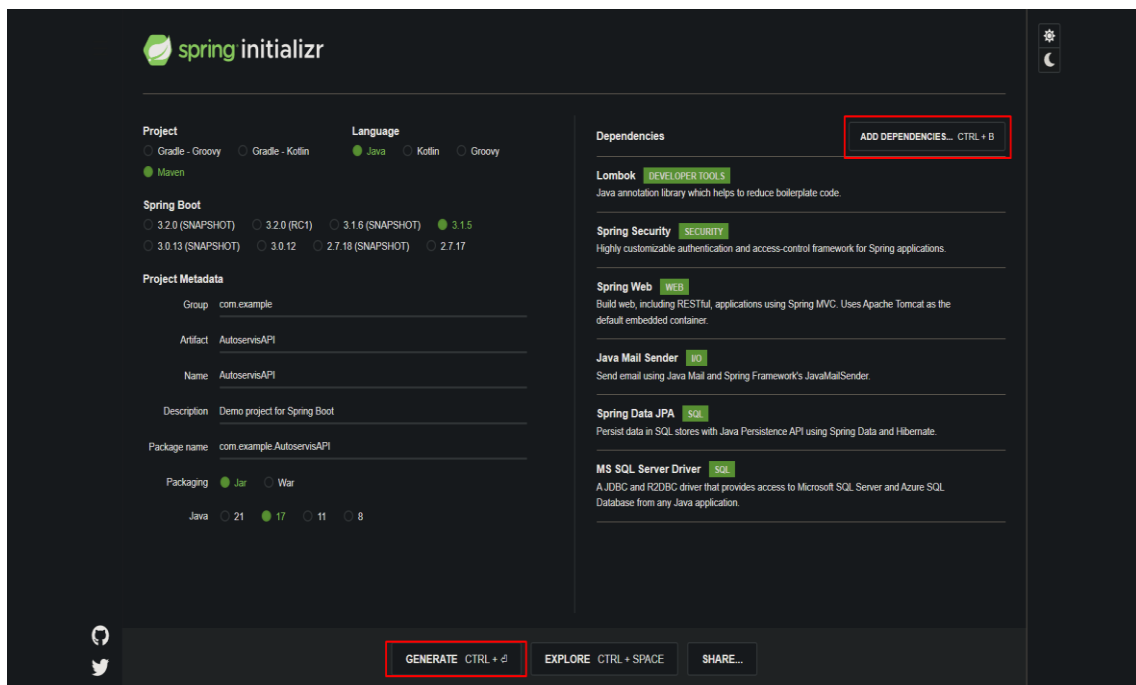 spring initializr
Project
Gradle - Groovy Gradle - Kotlin
Maven
Language
Java Kotlin Groovy
Spring Boot
3.2.0 (SNAPSHOT) 3.2.0 (RC1) 3.1.6 (SNAPSHOT) 3.1.5
3.0.13 (SNAPSHOT) 3.0.12 2.7.18 (SNAPSHOT) 2.7.17
Project Metadata
Group com.example
Artifact AutoservisAPI
Name AutoservisAPI
Description Demo project for Spring Boot
Package name com.example.AutoservisAPI
Packaging Jar War
Java 21 17 11 8
Dependencies ADD DEPENDENCIES... CTRL + B
Lombok DEVELOPER TOOLS
Java annotation library which helps to reduce boilerplate code.
Spring Security SECURITY
Highly customizable authentication and access-control framework for Spring applications.
Spring Web WEB
Build web, including RESTful, applications using Spring MVC. Uses Apache Tomcat as the
default embedded container.
Java Mail Sender I/O
Send email using Java Mail and Spring Framework's JavaMailSender.
Spring Data JPA SQL
Persist data in SQL stores with Java Persistence API using Spring Data and Hibernate.
MS SQL Server Driver SQL
A JDBC and R2DBC driver that provides access to Microsoft SQL Server and Azure SQL
Database from any Java application.
GENERATE CTRL + ⏎ EXPLORE CTRL + SPACE SHARE...